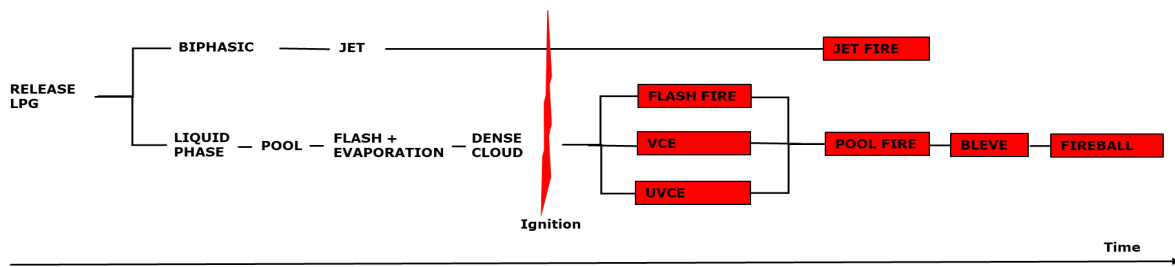 BIPHASIC
JET
JET FIRE
RELEASE
LPG
FLASH FIRE
LIQUID
PHASE
POOL
FLASH +
EVAPORATION
DENSE
CLOUD
VCE
POOL FIRE
BLEVE
FIREBALL
UVCE
Ignition
Time